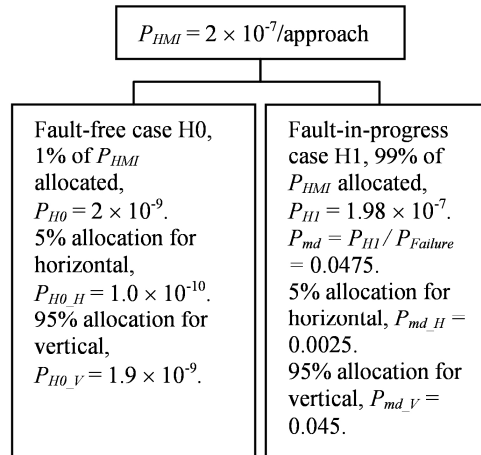 P_HMI = 2 × 10⁻⁷/approach
Fault-free case H0,
1% of P_HMI
allocated,
P_H0 = 2 × 10⁻⁹.
5% allocation for
horizontal,
P_H0_H = 1.0 × 10⁻¹⁰.
95% allocation for
vertical,
P_H0_V = 1.9 × 10⁻⁹.
Fault-in-progress
case H1, 99% of
P_HMI allocated,
P_H1 = 1.98 × 10⁻⁷.
P_md = P_H1 / P_Failure
= 0.0475.
5% allocation for
horizontal, P_md_H =
0.0025.
95% allocation for
vertical, P_md_V =
0.045.